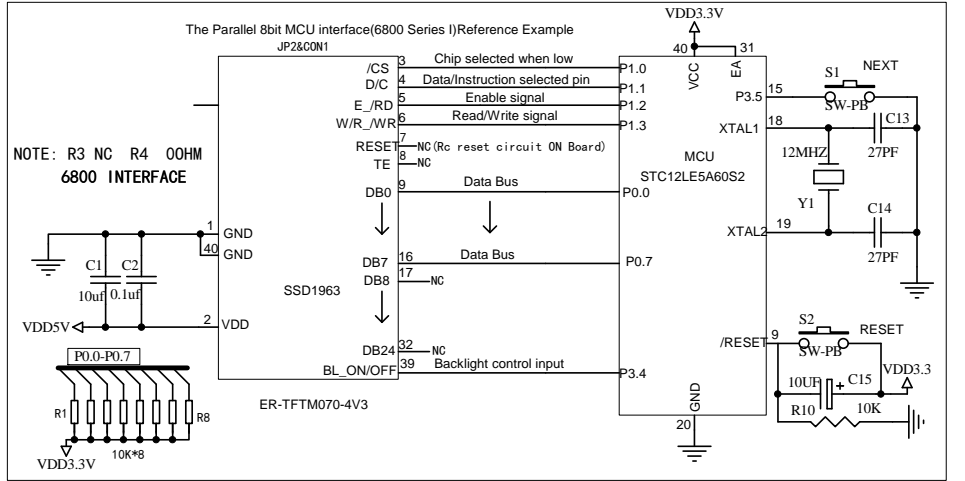 The Parallel 8bit MCU interface(6800 Series I)Reference Example
JP2&CON1
VDD3.3V
40
31
VCC
EA
/CS
3
Chip selected when low
P1.0
D/C
4
Data/Instruction selected pin
P1.1
E_/RD
5
Enable signal
P1.2
W/R_/WR
6
Read/Write signal
P1.3
RESET
7
NC(Rc reset circuit ON Board)
TE
8
NC
DB0
9
Data Bus
P0.0
DB7
16
Data Bus
P0.7
DB8
17
NC
DB24
32
NC
BL_ON/OFF
39
Backlight control input
P3.4
SSD1963
ER-TFTM070-4V3
NOTE: R3 NC R4 0OHM
6800 INTERFACE
1
GND
40
GND
C1
C2
10uf
0.1uf
VDD5V
2
VDD
P0.0-P0.7
R1
R8
VDD3.3V
10K*8
MCU
STC12LE5A60S2
P3.5
15
S1
NEXT
SW-PB
XTAL1
18
C13
27PF
12MHZ
Y1
XTAL2
19
C14
27PF
/RESET
9
S2
RESET
SW-PB
VDD3.3
10UF
C15
R10
10K
GND
20